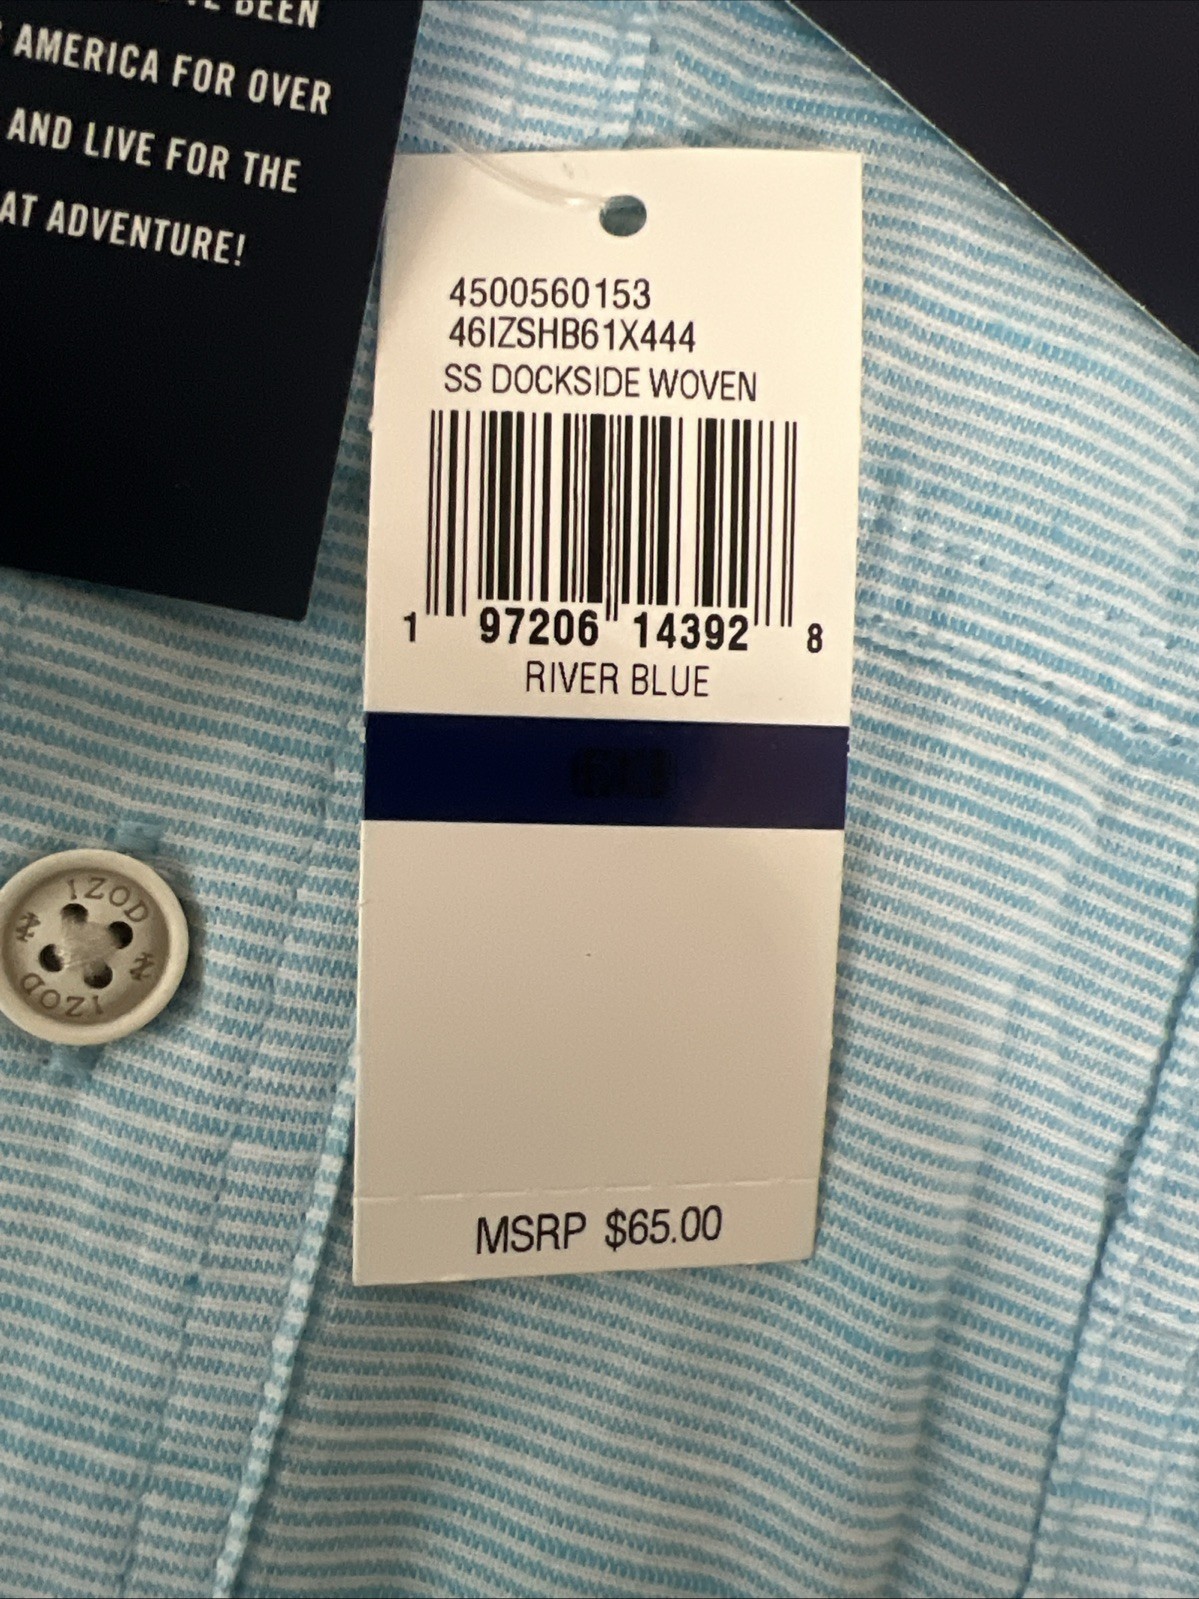 BEEN
AMERICA FOR OVER
AND LIVE FOR THE
AT ADVENTURE!
4500560153
46IZSHB61X444
SS DOCKSIDE WOVEN
1 97206 14392 8
RIVER BLUE
IZOD
IZOD
MSRP $65.00